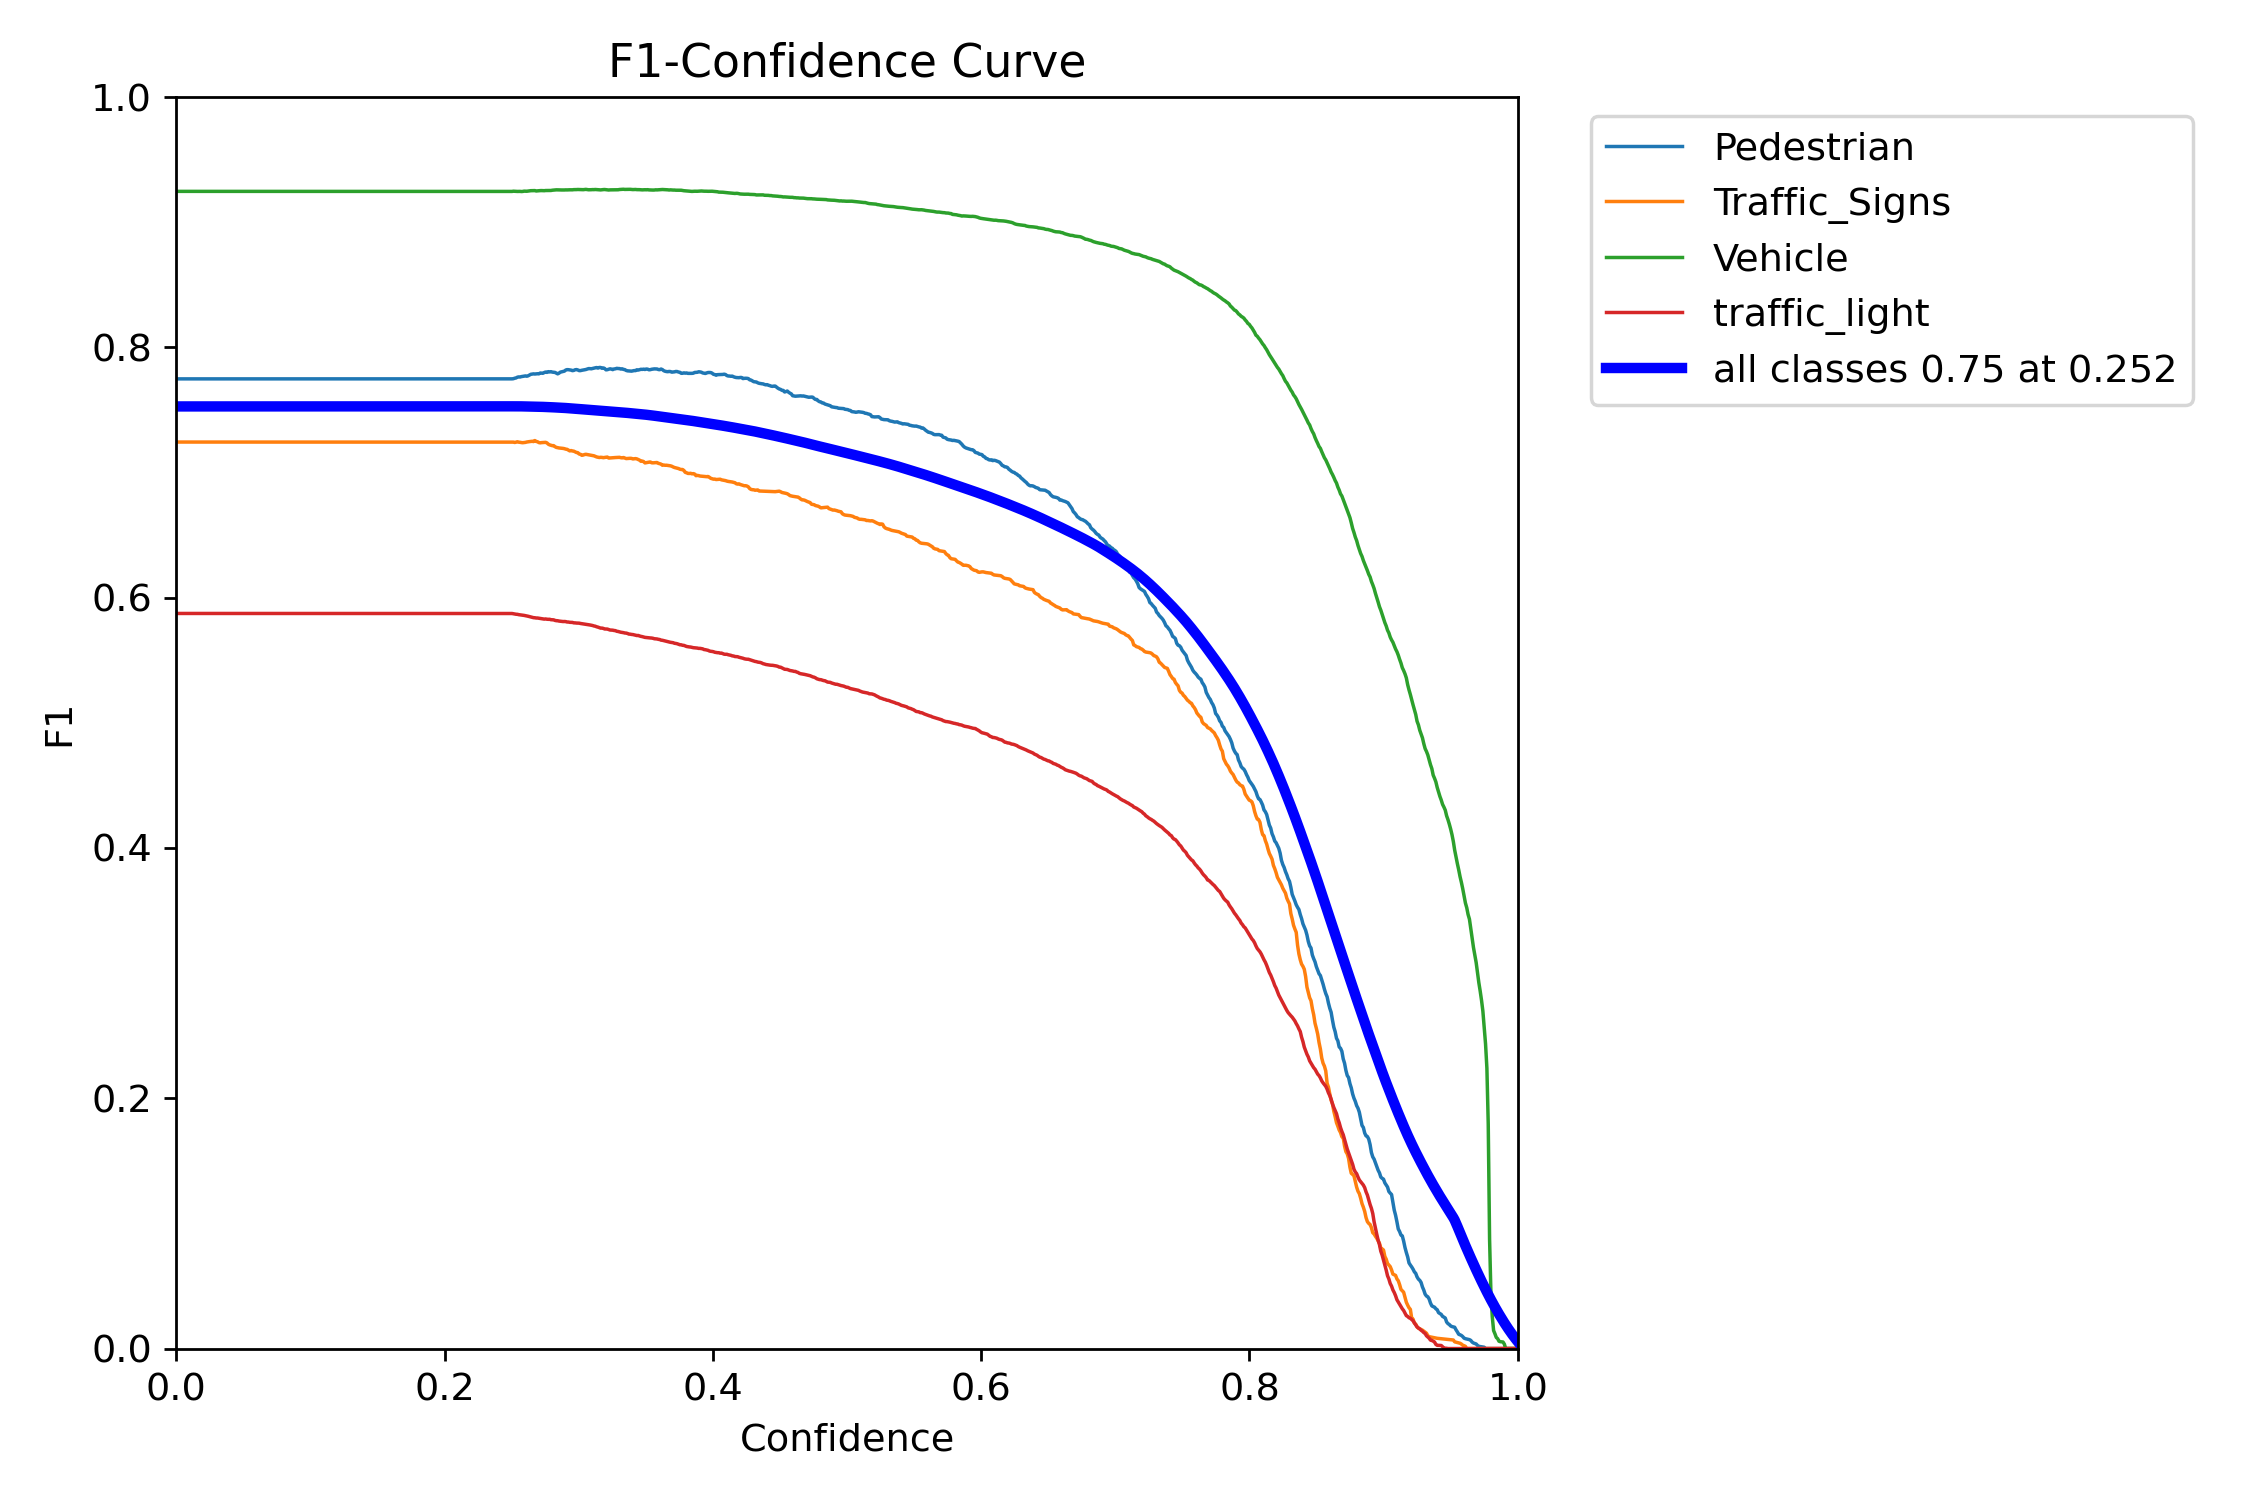 F1-Confidence Curve
1.0
0.8
0.6
0.4
0.2
0.0
F1
0.0 0.2 0.4 0.6 0.8 1.0
Confidence
Pedestrian
Traffic_Signs
Vehicle
traffic_light
all classes 0.75 at 0.252